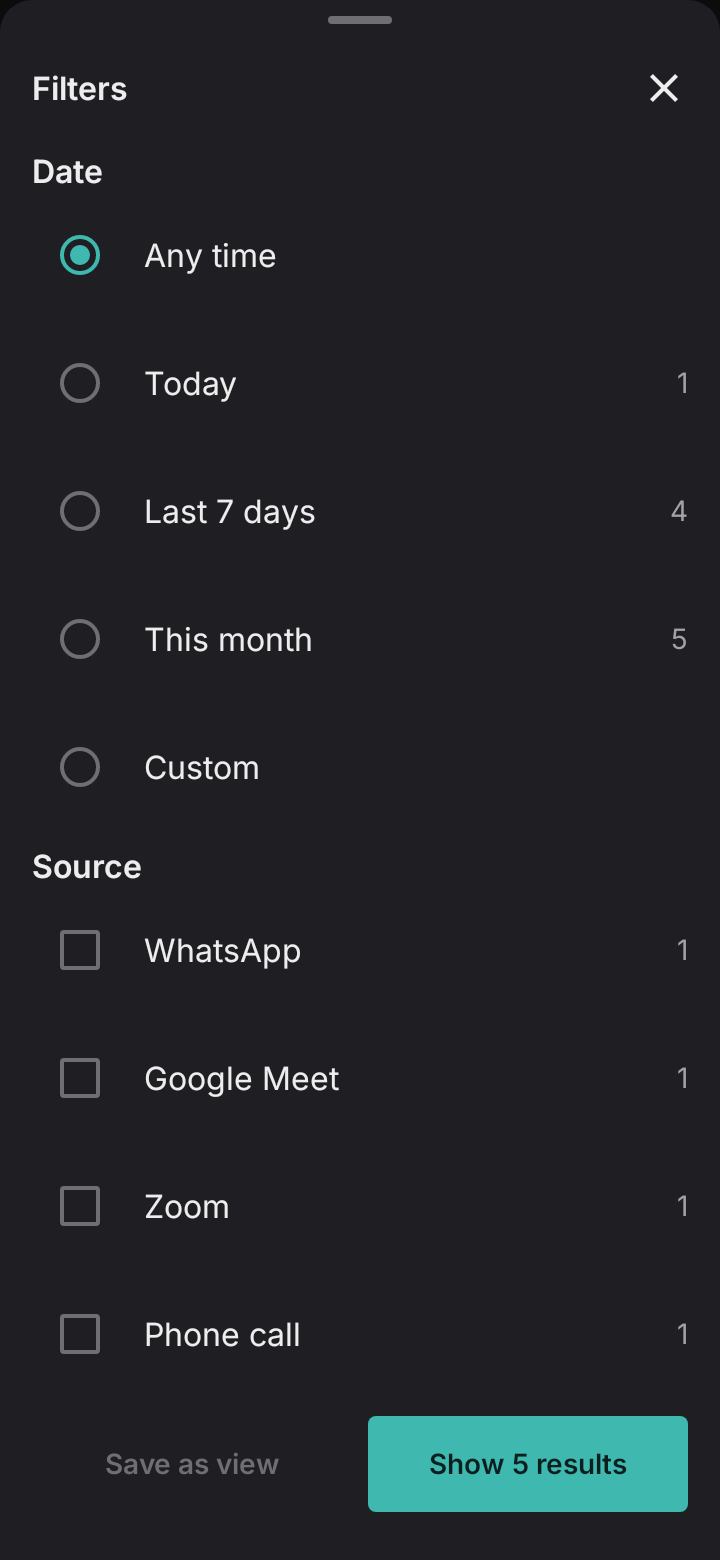 Filters
Date
Any time
Today 1
Last 7 days 4
This month 5
Custom
Source
WhatsApp 1
Google Meet 1
Zoom 1
Phone call 1
Save as view Show 5 results